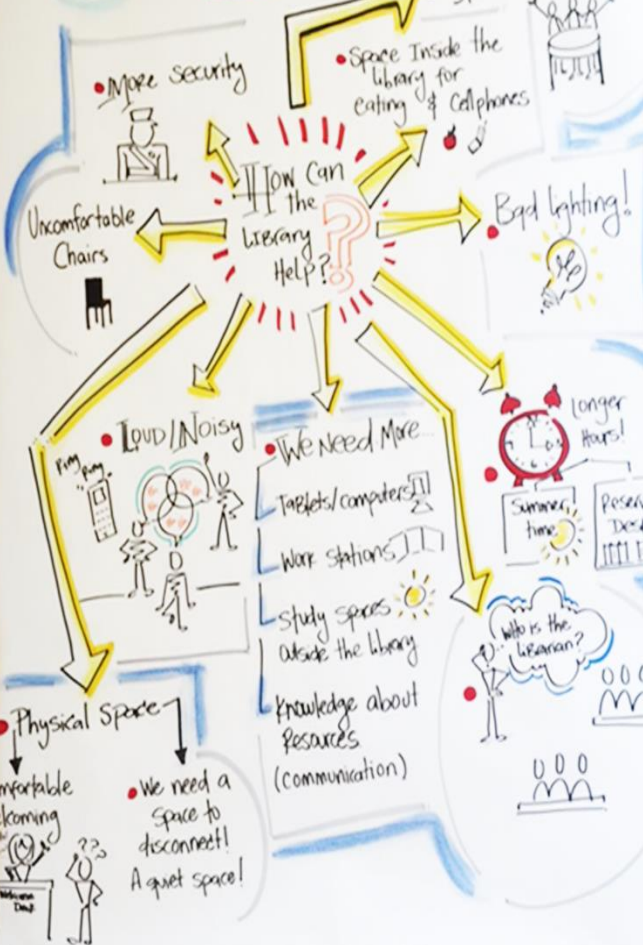 More Security
Space Inside the
library for
eating & Cellphones
How Can
the
Library
Help?
?
Uncomfortable
Chairs
Bad lighting!
Loud/Noisy
Ring
Ring
We Need More...
Tablets/computers
Work stations
Study spaces
outside the library
Knowledge about
Resources
(communication)
Longer
Hours!
Summer
time
Who is the
librarian?
Physical Space
We need a
Space to
disconnect!
A quiet space!
??